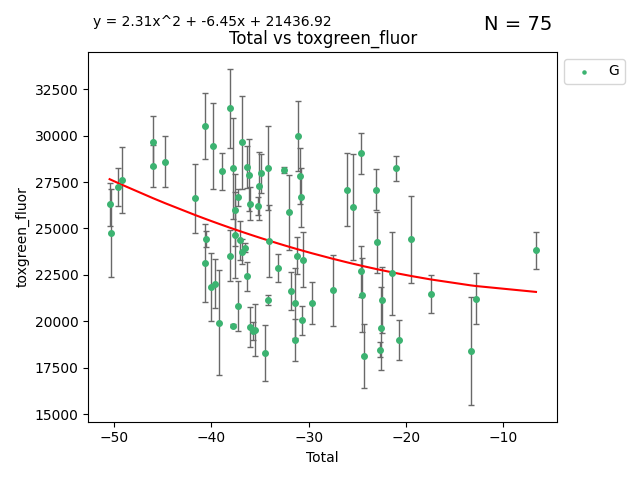 y = 2.31x^2 + -6.45x + 21436.92
N = 75
Total vs toxgreen_fluor
G
toxgreen_fluor
32500
30000
27500
25000
22500
20000
17500
15000
−50
−40
−30
−20
−10
Total